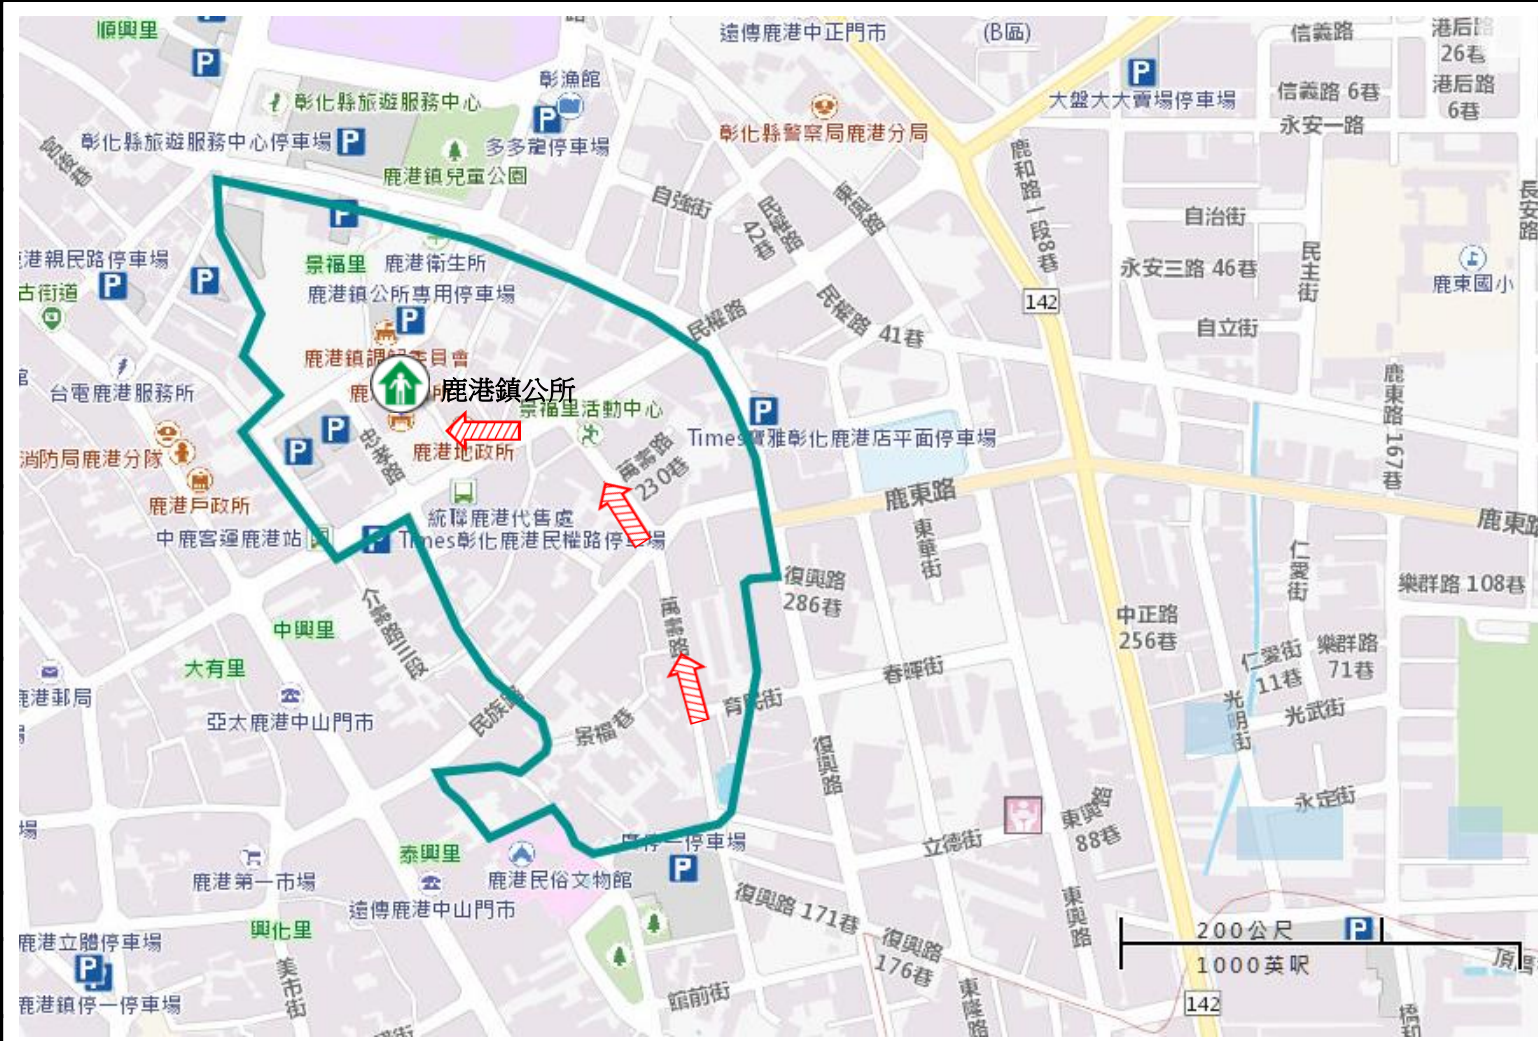 順興里
遠傳鹿港中正門市
(B區)
信義路
港后路
26巷
彰漁館
彰化縣旅遊服務中心
大盤大大賣場停車場
信義路 6巷
港后路
6巷
彰化縣旅遊服務中心停車場
多多龍停車場
彰化縣警察局鹿港分局
永安一路
宮後巷
鹿港鎮兒童公園
鹿和路一段8巷
自強街
民權路
42巷
東興路
自治街
長安路
景福里
鹿港衛生所
港親民路停車場
永安三路 46巷
民主街
鹿東國小
古街道
鹿港鎮公所專用停車場
民權路 41巷
142
民權路
自立街
鹿港鎮調解委員會
台電鹿港服務所
鹿港鎮公所
景福里活動中心
鹿東路 167巷
Times寶雅彰化鹿港店平面停車場
消防局鹿港分隊
鹿港地政所
萬壽路
230巷
鹿港戶政所
鹿東路
統聯鹿港代售處
中鹿客運鹿港站
Times彰化鹿港民權路停車場
東華街
鹿東路
仁愛街
復興路
286巷
樂群路 108巷
介壽路三段
中興里
萬壽路
中正路
256巷
大有里
春暉街
仁愛街
11巷
樂群路
71巷
鹿港郵局
育民街
光明街
光武街
亞太鹿港中山門市
民族路
景福巷
復興路
永定街
場
東興路
88巷
立德街
泰興里
鹿港第一市場
鹿港民俗文物館
遠傳鹿港中山門市
復興路 171巷
東興路
興化里
復興路
176巷
200公尺
1000英呎
鹿港立體停車場
美市街
鹿港鎮停一停車場
館前街
東隆路
142